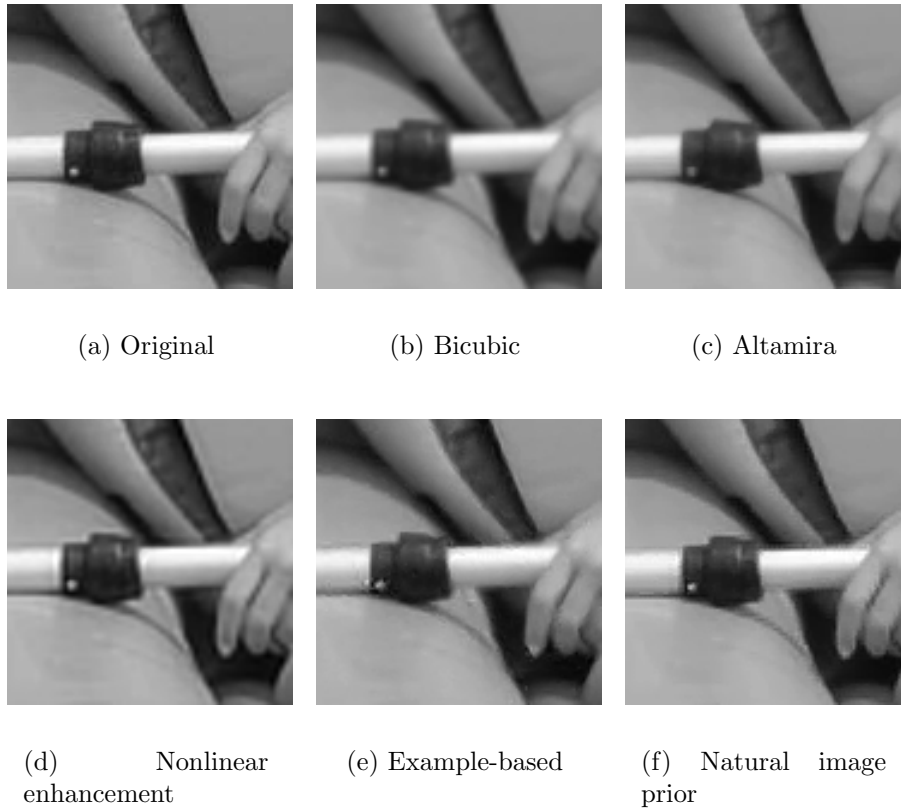 (a) Original
(b) Bicubic
(c) Altamira
(d) Nonlinear
enhancement
(e) Example-based
(f) Natural image
prior